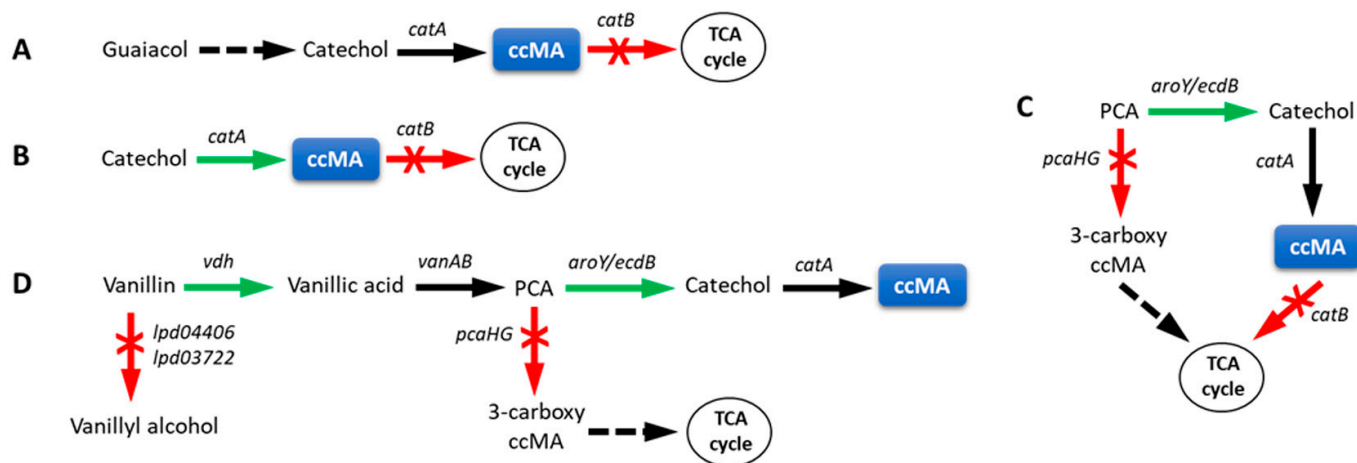 A
Guaiacol
Catechol
catA
ccMA
catB
TCA
cycle
B
Catechol
catA
ccMA
catB
TCA
cycle
C
PCA
aroY/ecdB
Catechol
pcaHG
catA
3-carboxy
ccMA
ccMA
catB
TCA
cycle
D
Vanillin
vdh
Vanillic acid
vanAB
PCA
aroY/ecdB
Catechol
catA
ccMA
lpd04406
lpd03722
pcaHG
Vanillyl alcohol
3-carboxy
ccMA
TCA
cycle